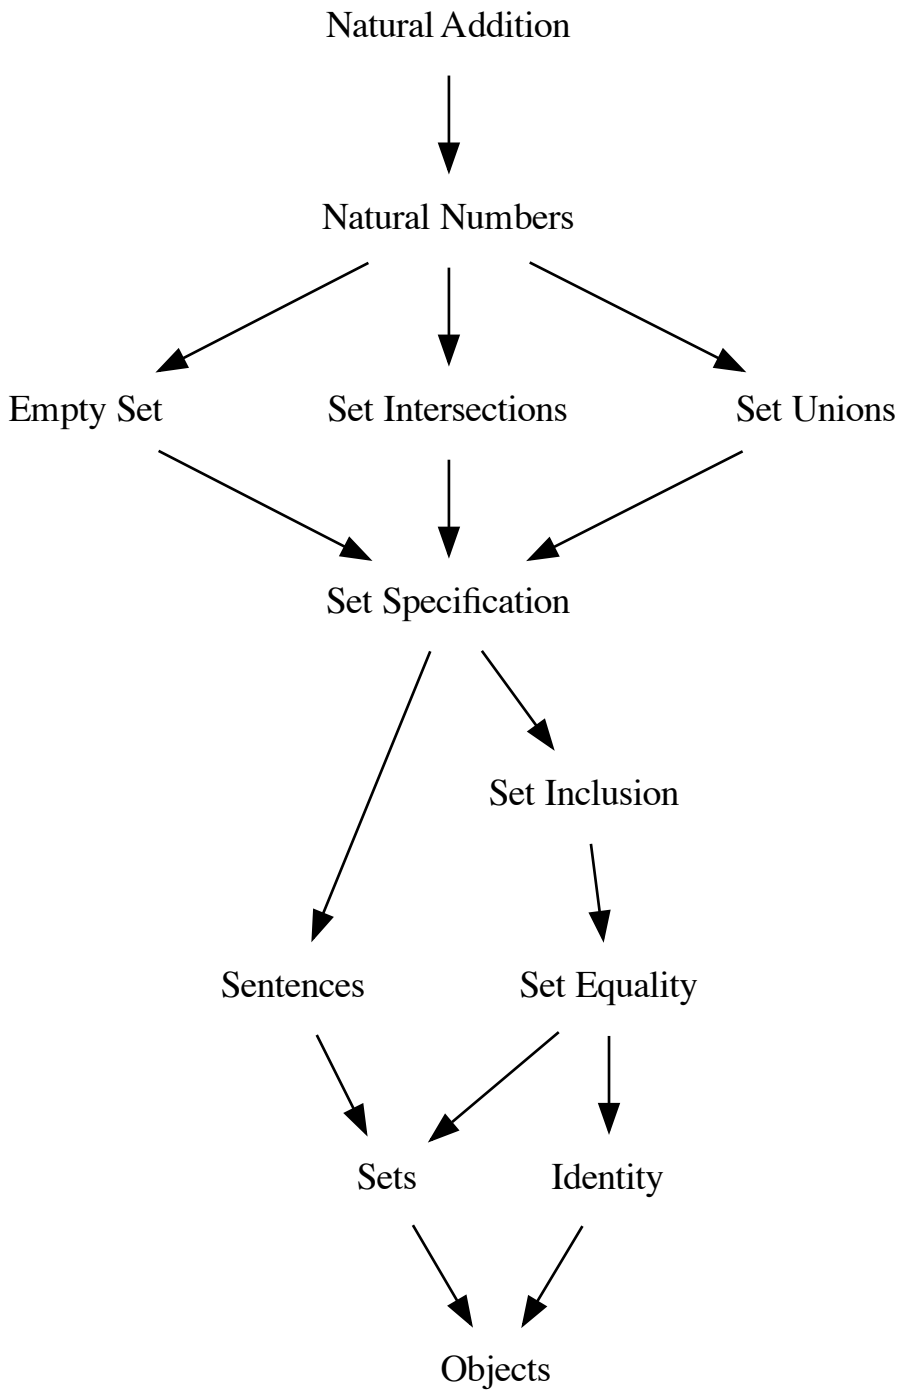 Natural Addition
Natural Numbers
Empty Set
Set Intersections
Set Unions
Set Specification
Set Inclusion
Sentences
Set Equality
Sets
Identity
Objects